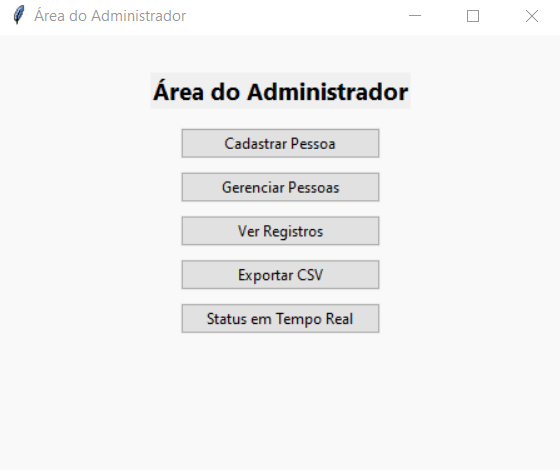 Área do Administrador
Área do Administrador
Cadastrar Pessoa
Gerenciar Pessoas
Ver Registros
Exportar CSV
Status em Tempo Real